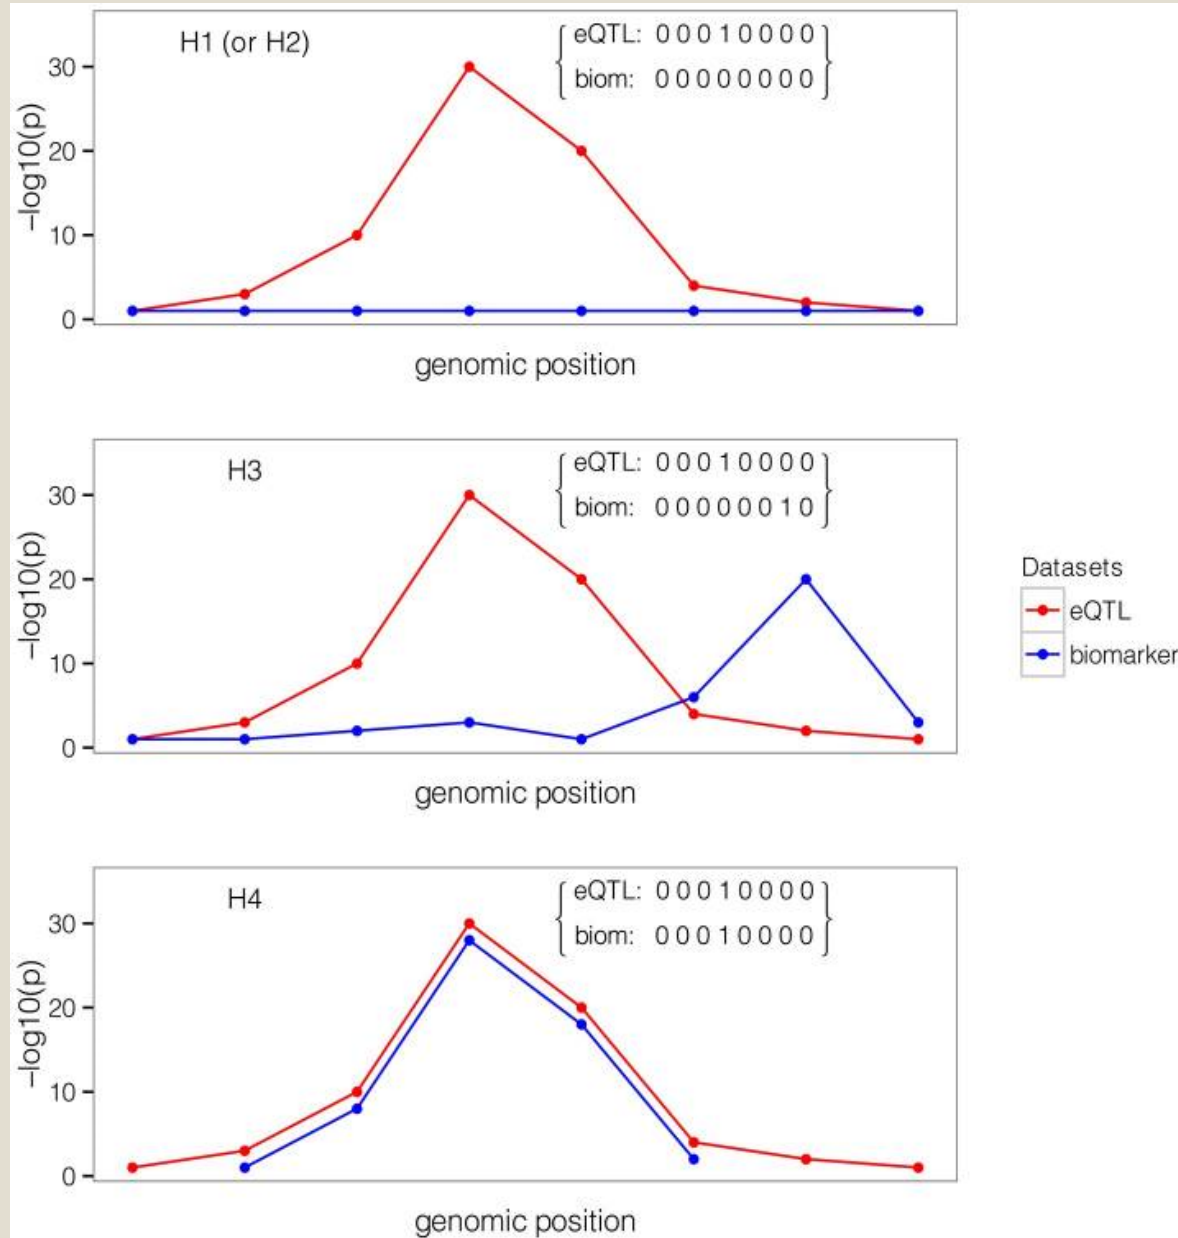 H1 (or H2)
eQTL: 0 0 0 1 0 0 0 0
biom: 0 0 0 0 0 0 0 0
30
20
10
0
−log10(p)
genomic position
H3
eQTL: 0 0 0 1 0 0 0 0
biom: 0 0 0 0 0 0 1 0
30
20
10
0
−log10(p)
genomic position
Datasets
eQTL
biomarker
H4
eQTL: 0 0 0 1 0 0 0 0
biom: 0 0 0 1 0 0 0 0
30
20
10
0
−log10(p)
genomic position